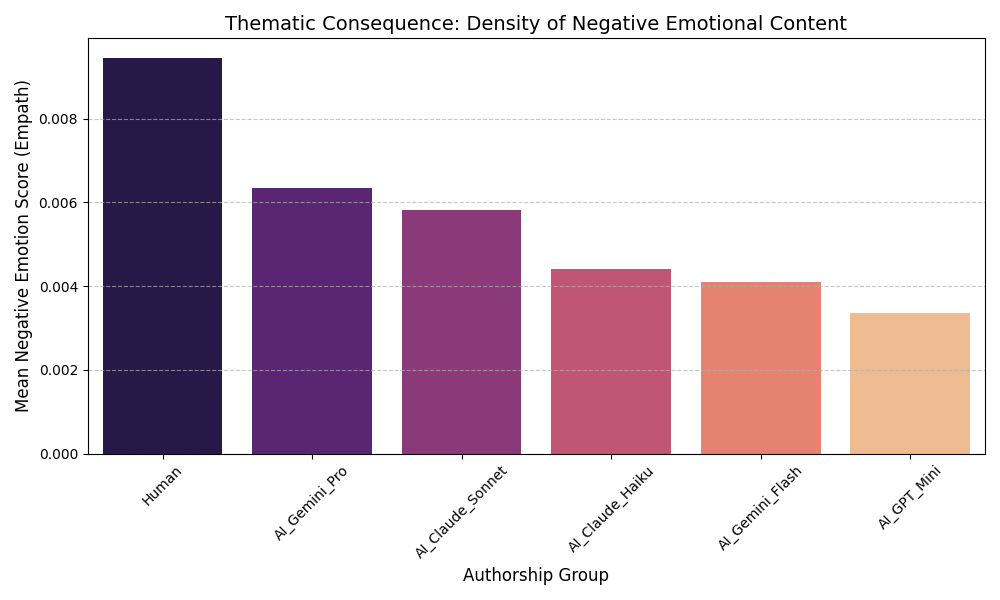 Thematic Consequence: Density of Negative Emotional Content
Mean Negative Emotion Score (Empath)
0.008
0.006
0.004
0.002
0.000
Human
AI_Gemini_Pro
AI_Claude_Sonnet
AI_Claude_Haiku
AI_Gemini_Flash
AI_GPT_Mini
Authorship Group